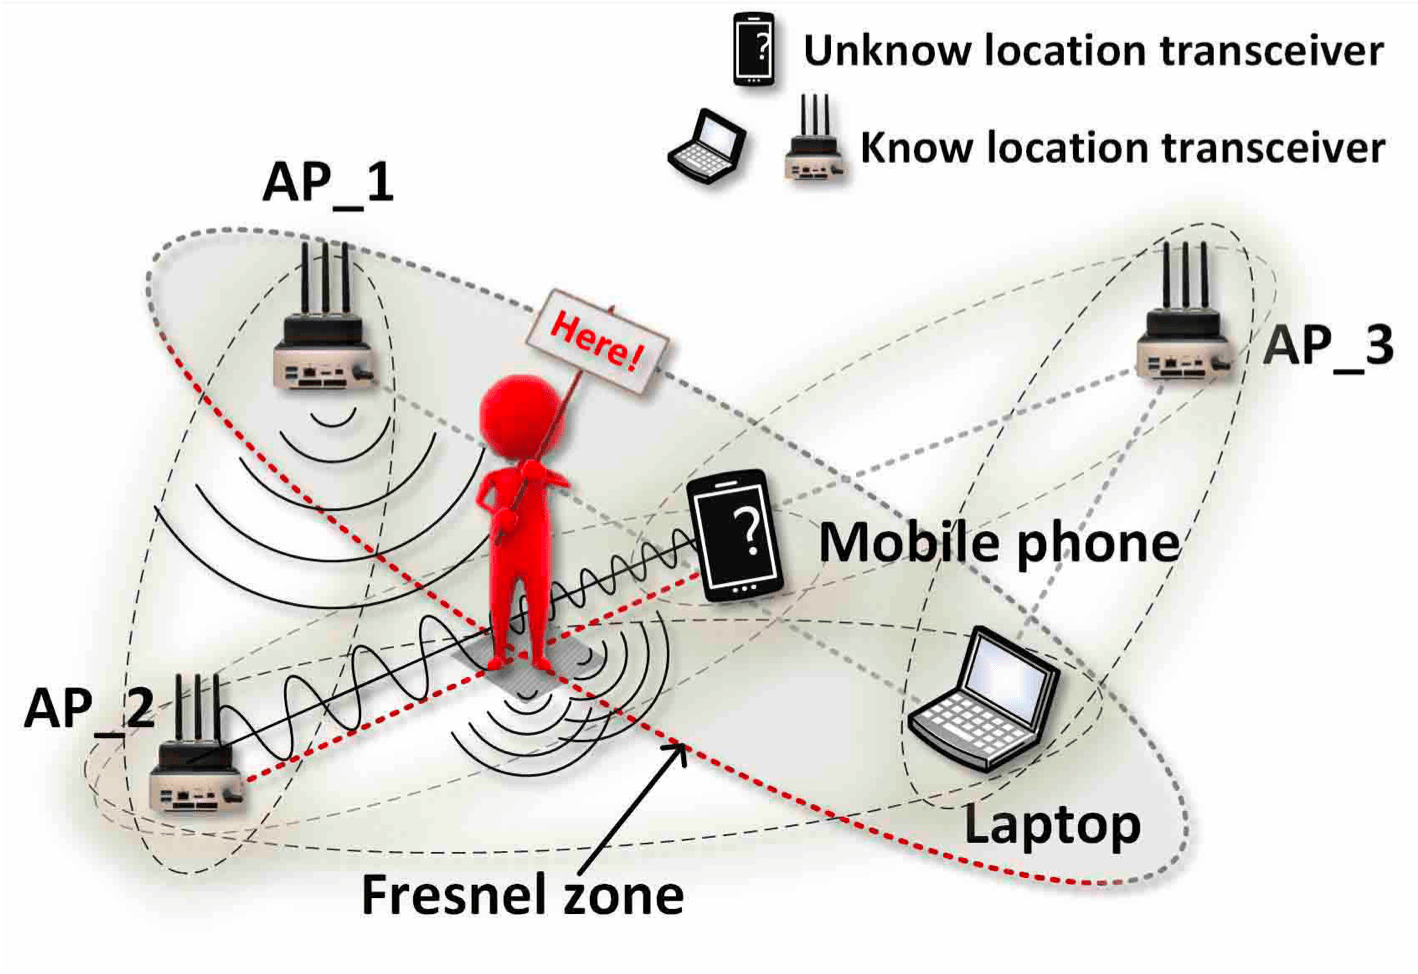 ? Unknow location transceiver
Know location transceiver
AP_1
Here!
AP_3
?
Mobile phone
AP_2
Laptop
Fresnel zone